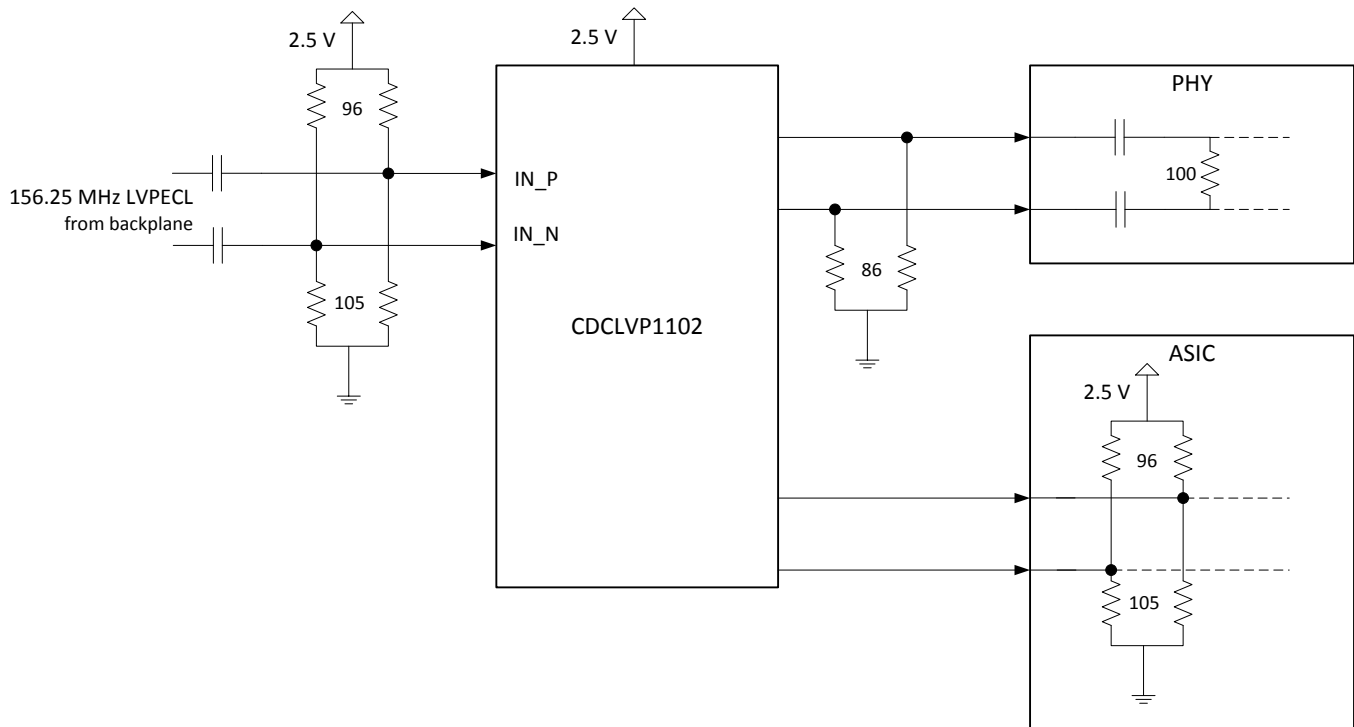 2.5 V
2.5 V
96
PHY
100
156.25 MHz LVPECL
from backplane
IN_P
IN_N
86
105
CDCLVP1102
ASIC
2.5 V
96
105